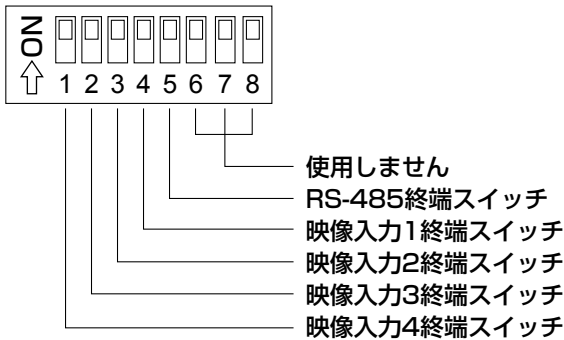 ON
1 2 3 4 5 6 7 8
使用しません
RS-485終端スイッチ
映像入力1終端スイッチ
映像入力2終端スイッチ
映像入力3終端スイッチ
映像入力4終端スイッチ